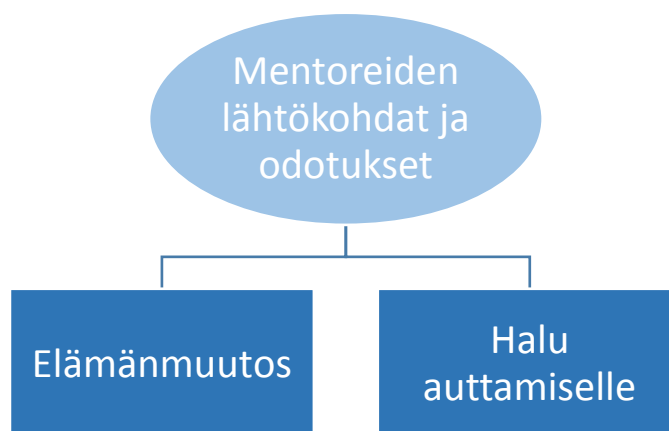 Mentoreiden
lähtökohdat ja
odotukset
Elämänmuutos
Halu
auttamiselle